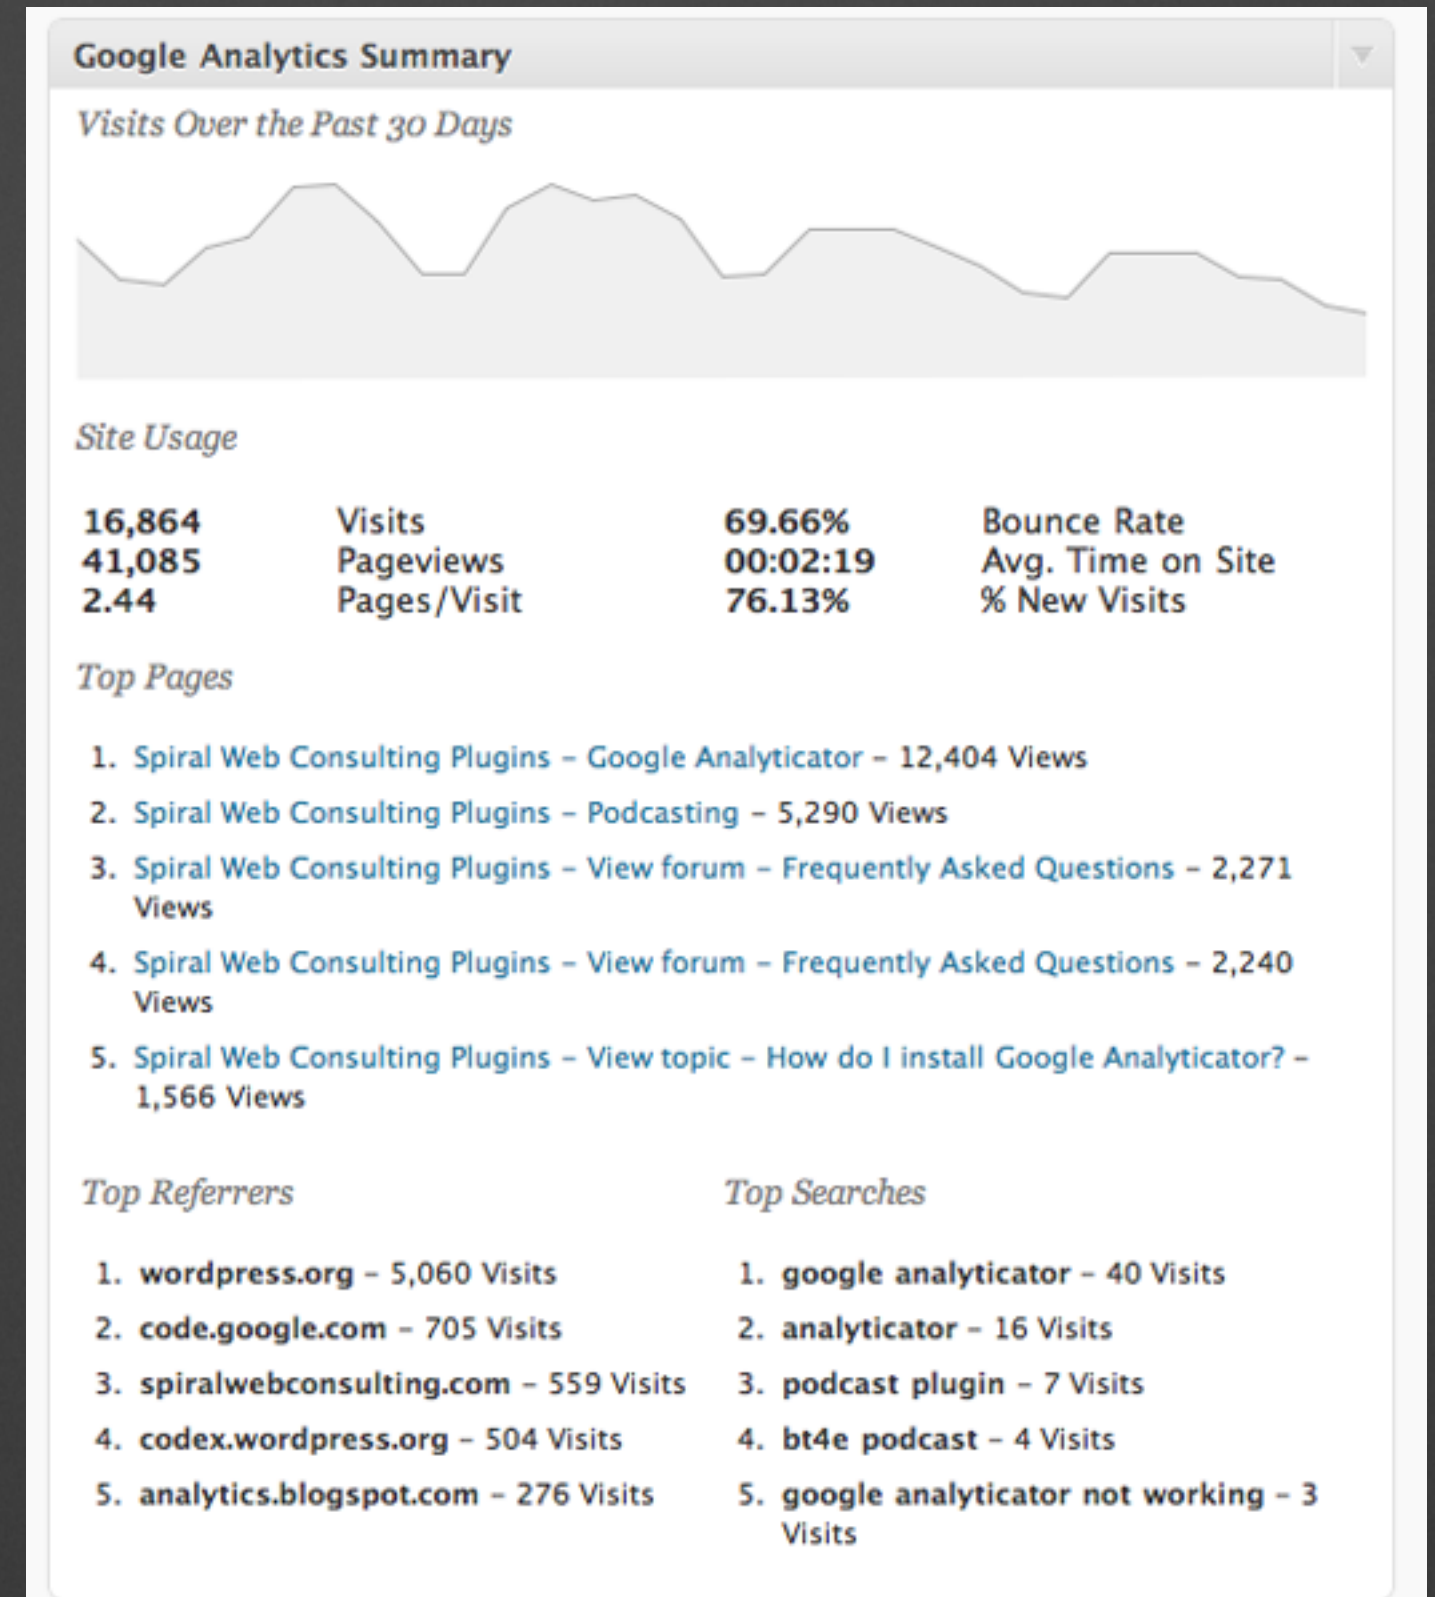 Google Analytics Summary
Visits Over the Past 30 Days
Site Usage
16,864 Visits 69.66% Bounce Rate
41,085 Pageviews 00:02:19 Avg. Time on Site
2.44 Pages/Visit 76.13% % New Visits
Top Pages
1. Spiral Web Consulting Plugins – Google Analyticator – 12,404 Views
2. Spiral Web Consulting Plugins – Podcasting – 5,290 Views
3. Spiral Web Consulting Plugins – View forum – Frequently Asked Questions – 2,271
Views
4. Spiral Web Consulting Plugins – View forum – Frequently Asked Questions – 2,240
Views
5. Spiral Web Consulting Plugins – View topic – How do I install Google Analyticator? –
1,566 Views
Top Referrers
1. wordpress.org – 5,060 Visits
2. code.google.com – 705 Visits
3. spiralwebconsulting.com – 559 Visits
4. codex.wordpress.org – 504 Visits
5. analytics.blogspot.com – 276 Visits
Top Searches
1. google analyticator – 40 Visits
2. analyticator – 16 Visits
3. podcast plugin – 7 Visits
4. bt4e podcast – 4 Visits
5. google analyticator not working – 3
Visits